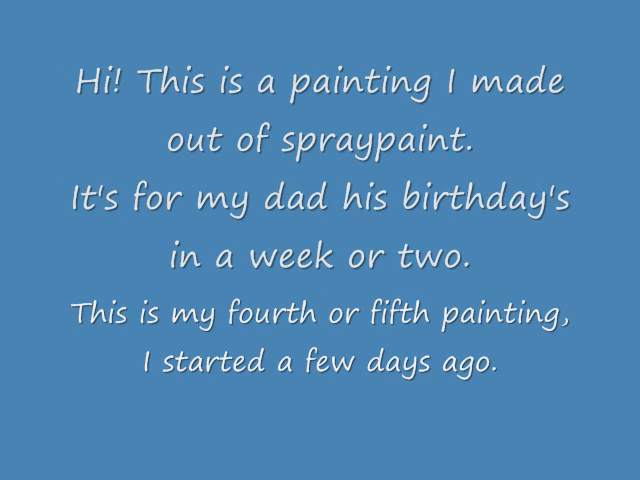 Hi! This is a painting I made
out of spraypaint.
It's for my dad his birthday's
in a week or two.
This is my fourth or fifth painting,
I started a few days ago.